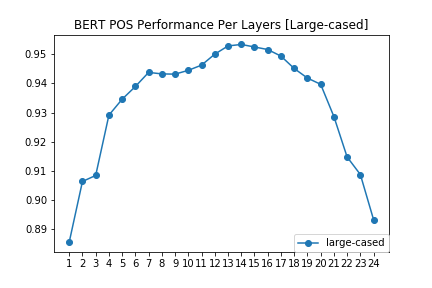 BERT POS Performance Per Layers [Large-cased]
0.95
0.94
0.93
0.92
0.91
0.90
0.89
large-cased
1 2 3 4 5 6 7 8 9 10 11 12 13 14 15 16 17 18 19 20 21 22 23 24